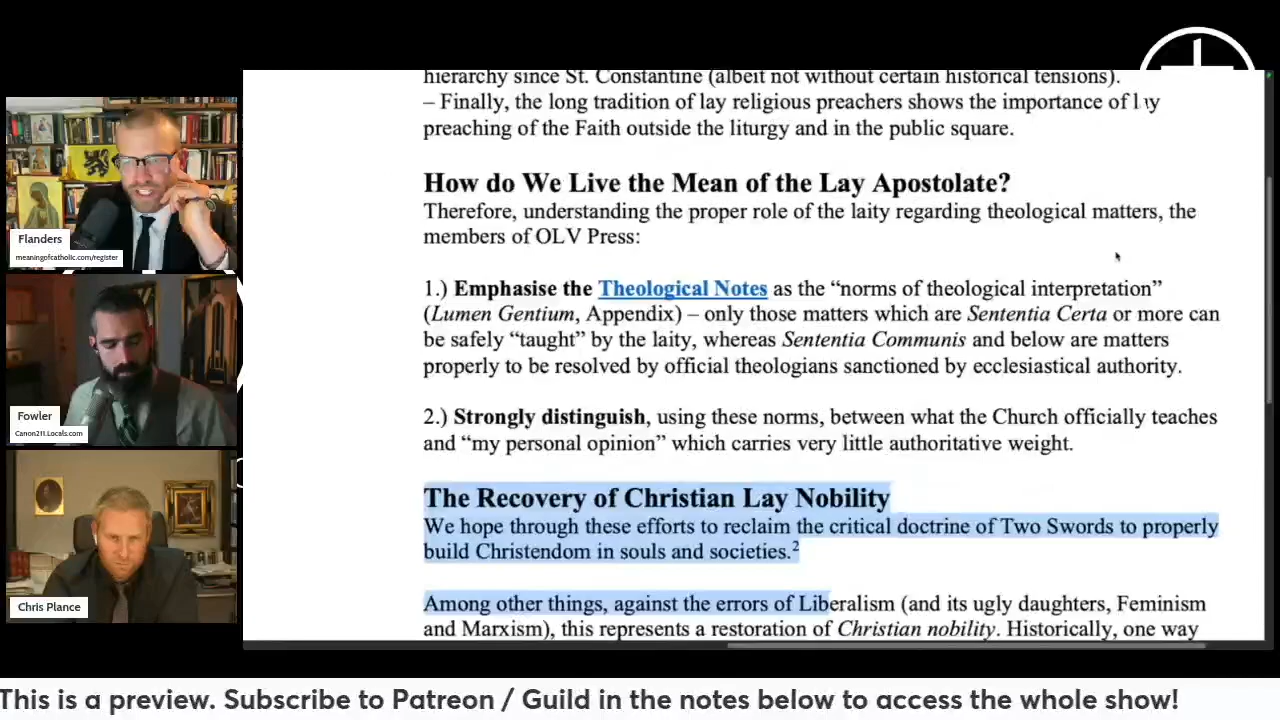 hierarchy since St. Constantine (albeit not without certain historical tensions).
– Finally, the long tradition of lay religious preachers shows the importance of lay
preaching of the Faith outside the liturgy and in the public square.
How do We Live the Mean of the Lay Apostolate?
Therefore, understanding the proper role of the laity regarding theological matters, the
members of OLV Press:
1.) Emphasise the Theological Notes as the “norms of theological interpretation”
(Lumen Gentium, Appendix) – only those matters which are Sententia Certa or more can
be safely “taught” by the laity, whereas Sententia Communis and below are matters
properly to be resolved by official theologians sanctioned by ecclesiastical authority.
2.) Strongly distinguish, using these norms, between what the Church officially teaches
and “my personal opinion” which carries very little authoritative weight.
The Recovery of Christian Lay Nobility
We hope through these efforts to reclaim the critical doctrine of Two Swords to properly
build Christendom in souls and societies.2
Among other things, against the errors of Liberalism (and its ugly daughters, Feminism
and Marxism), this represents a restoration of Christian nobility. Historically, one way
Flanders
meaningofcatholic.com/register
Fowler
Canon211.Locals.com
Chris Plance
This is a preview. Subscribe to Patreon / Guild in the notes below to access the whole show!